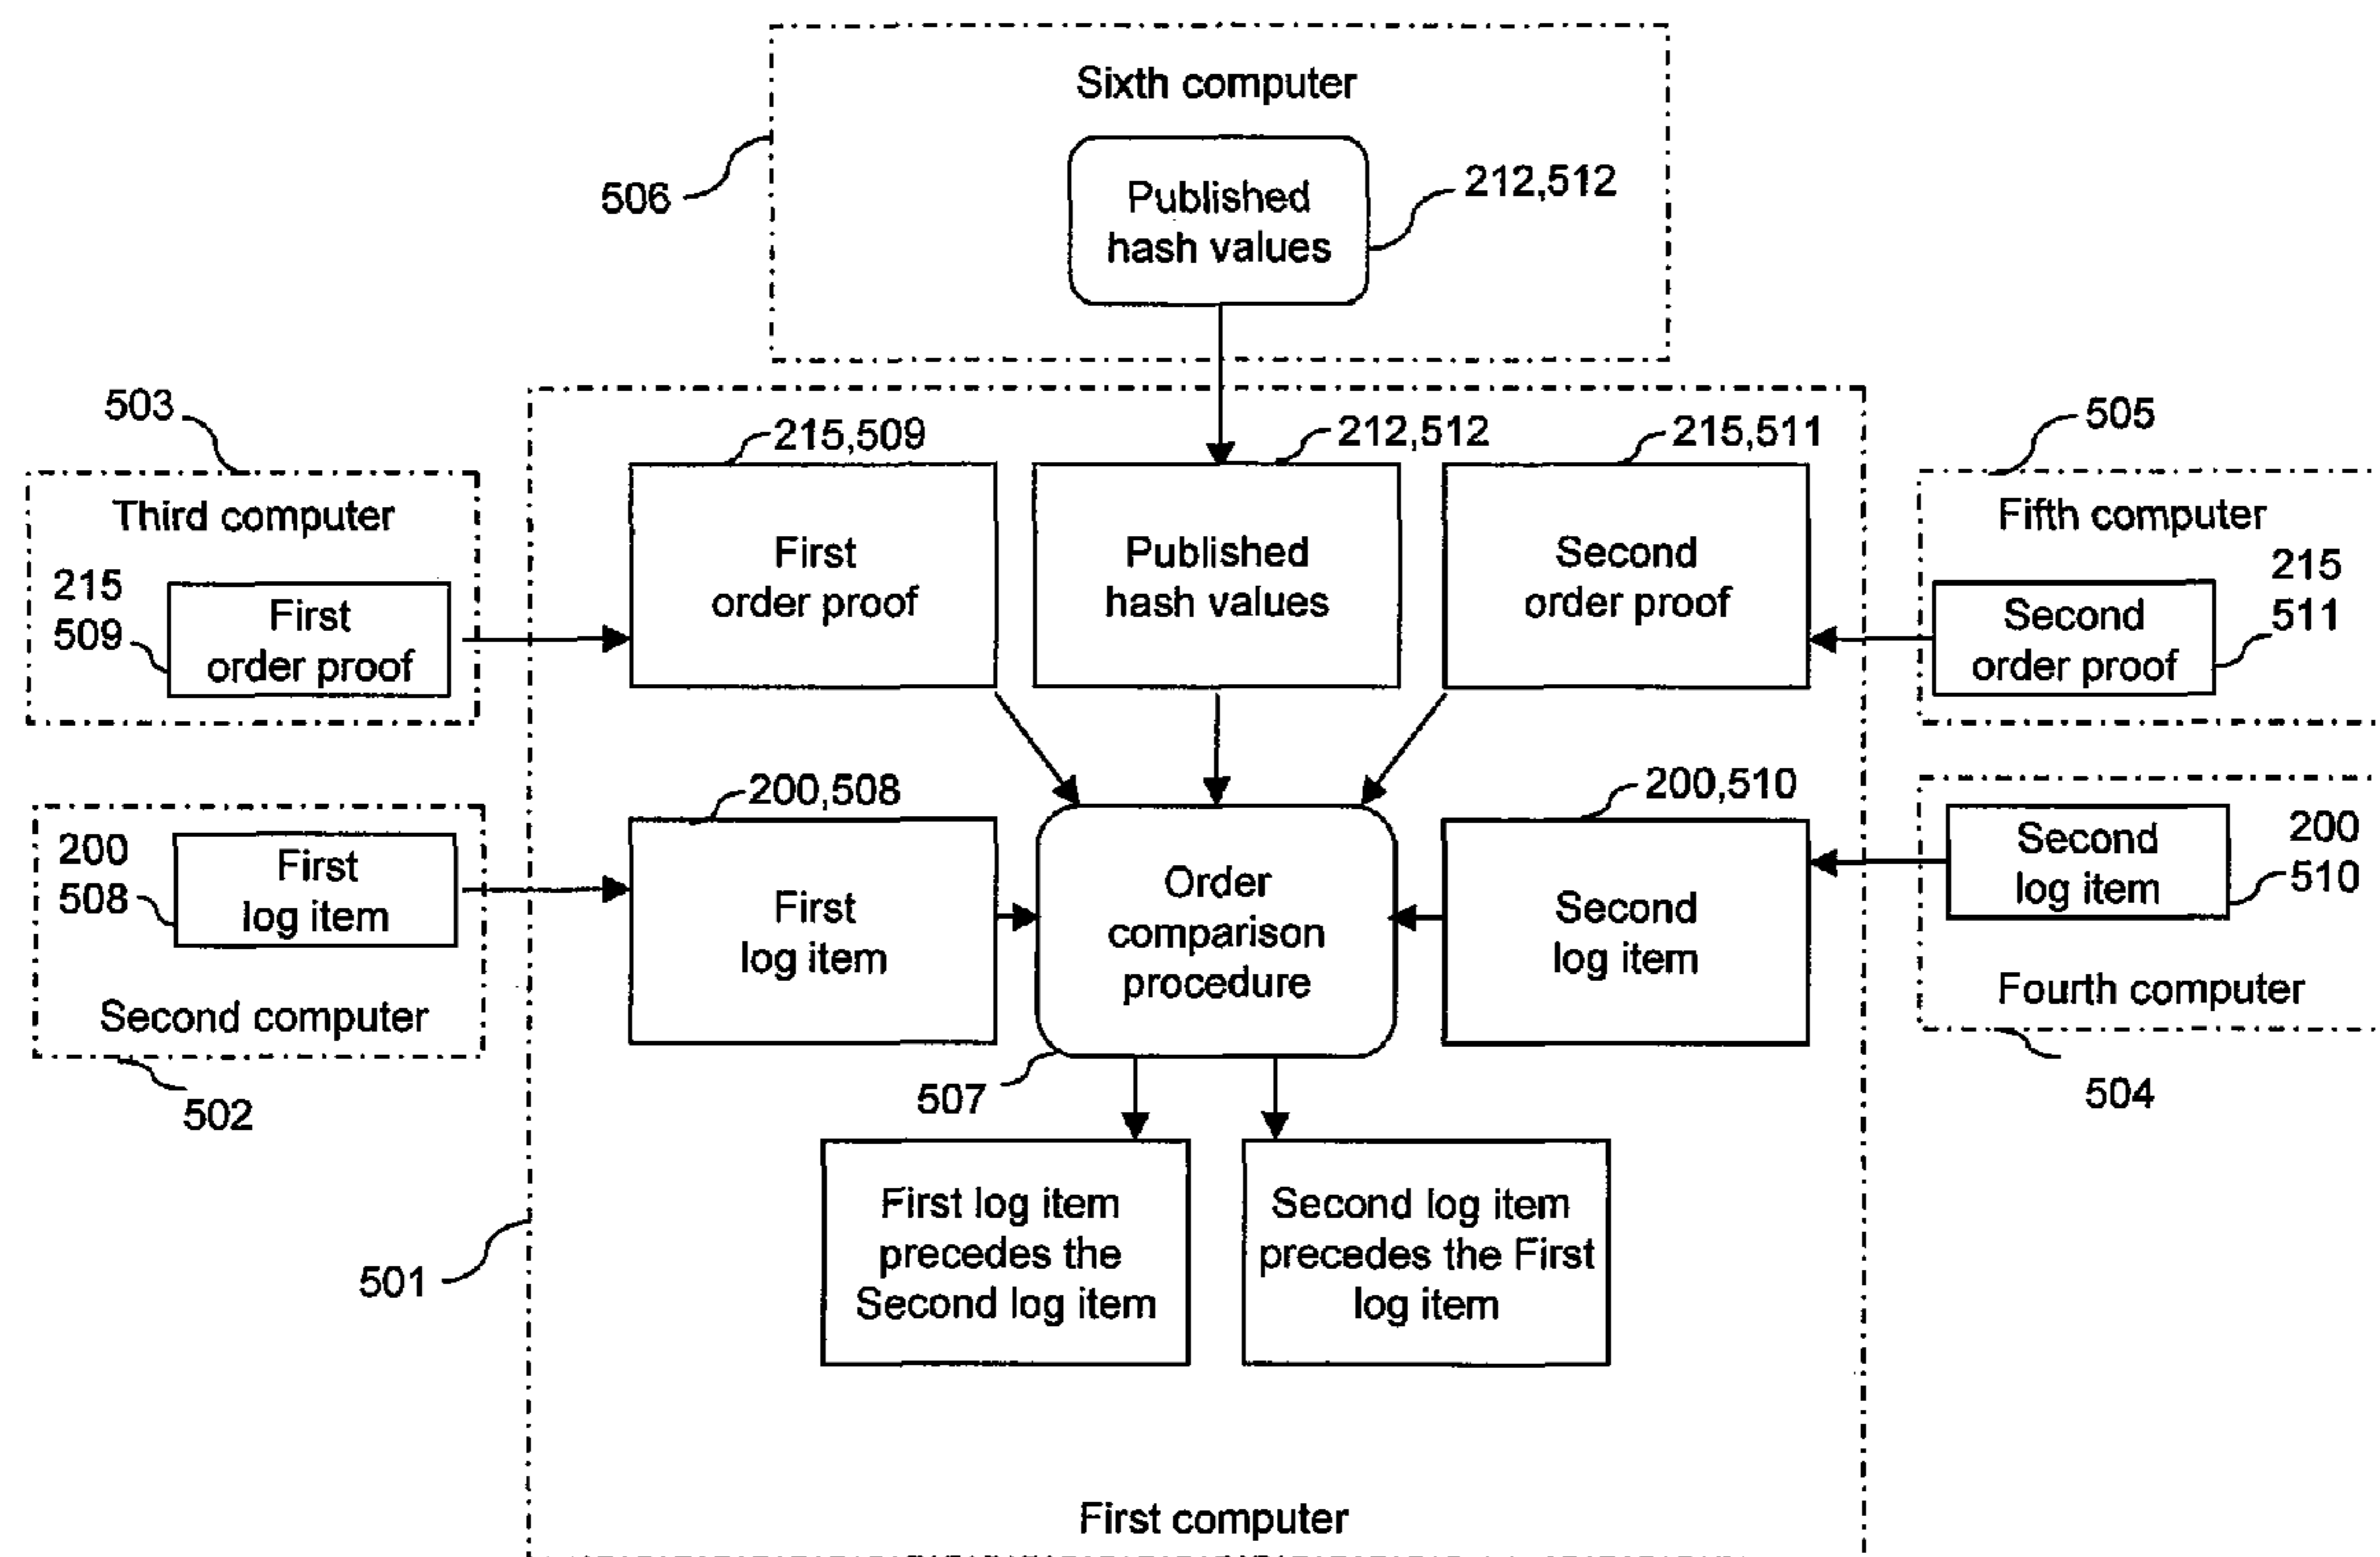 Sixth computer
506
Published
hash values
212,512
503
215,509
212,512
215,511
505
Third computer
215
509
First
order proof
First
order proof
Published
hash values
Second
order proof
Fifth computer
Second
order proof
215
511
200,508
200,510
200
508
First
log item
Second computer
502
First
log item
Order
comparison
procedure
507
Second
log item
Second
log item
200
510
Fourth computer
504
First log item
precedes the
Second log item
Second log item
precedes the First
log item
501
First computer